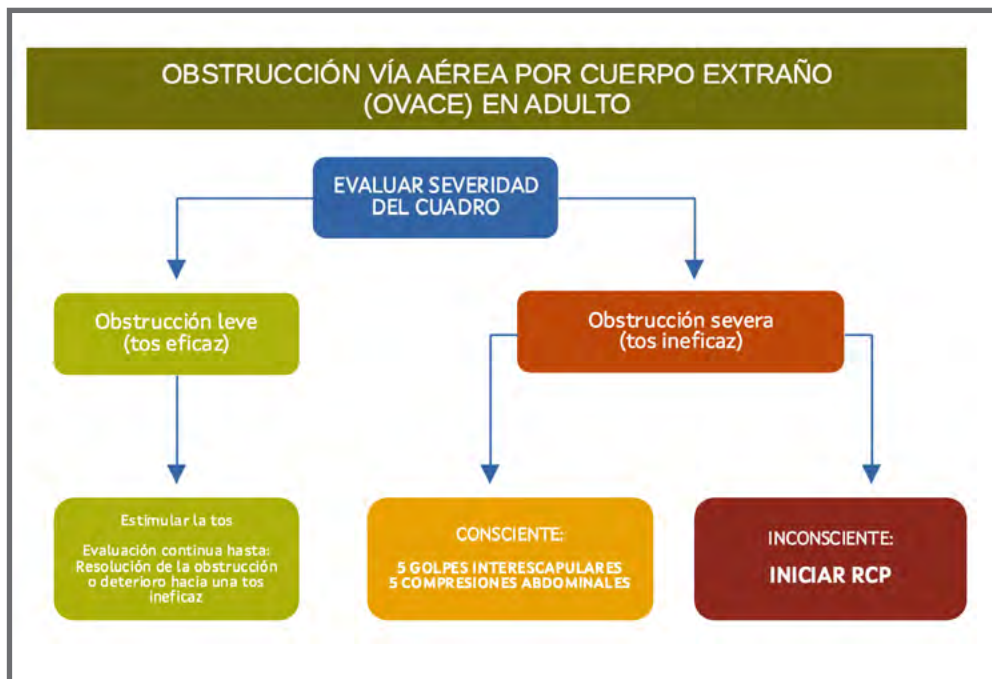 OBSTRUCCIÓN VÍA AÉREA POR CUERPO EXTRAÑO
(OVACE) EN ADULTO
EVALUAR SEVERIDAD
DEL CUADRO
Obstrucción leve
(tos eficaz)
Obstrucción severa
(tos ineficaz)
Estimular la tos
Evaluación continua hasta:
Resolución de la obstrucción
o deterioro hacia una tos
ineficaz
CONSCIENTE:
5 GOLPES INTERESCAPULARES
5 COMPRESIONES ABDOMINALES
INCONSCIENTE:
INICIAR RCP